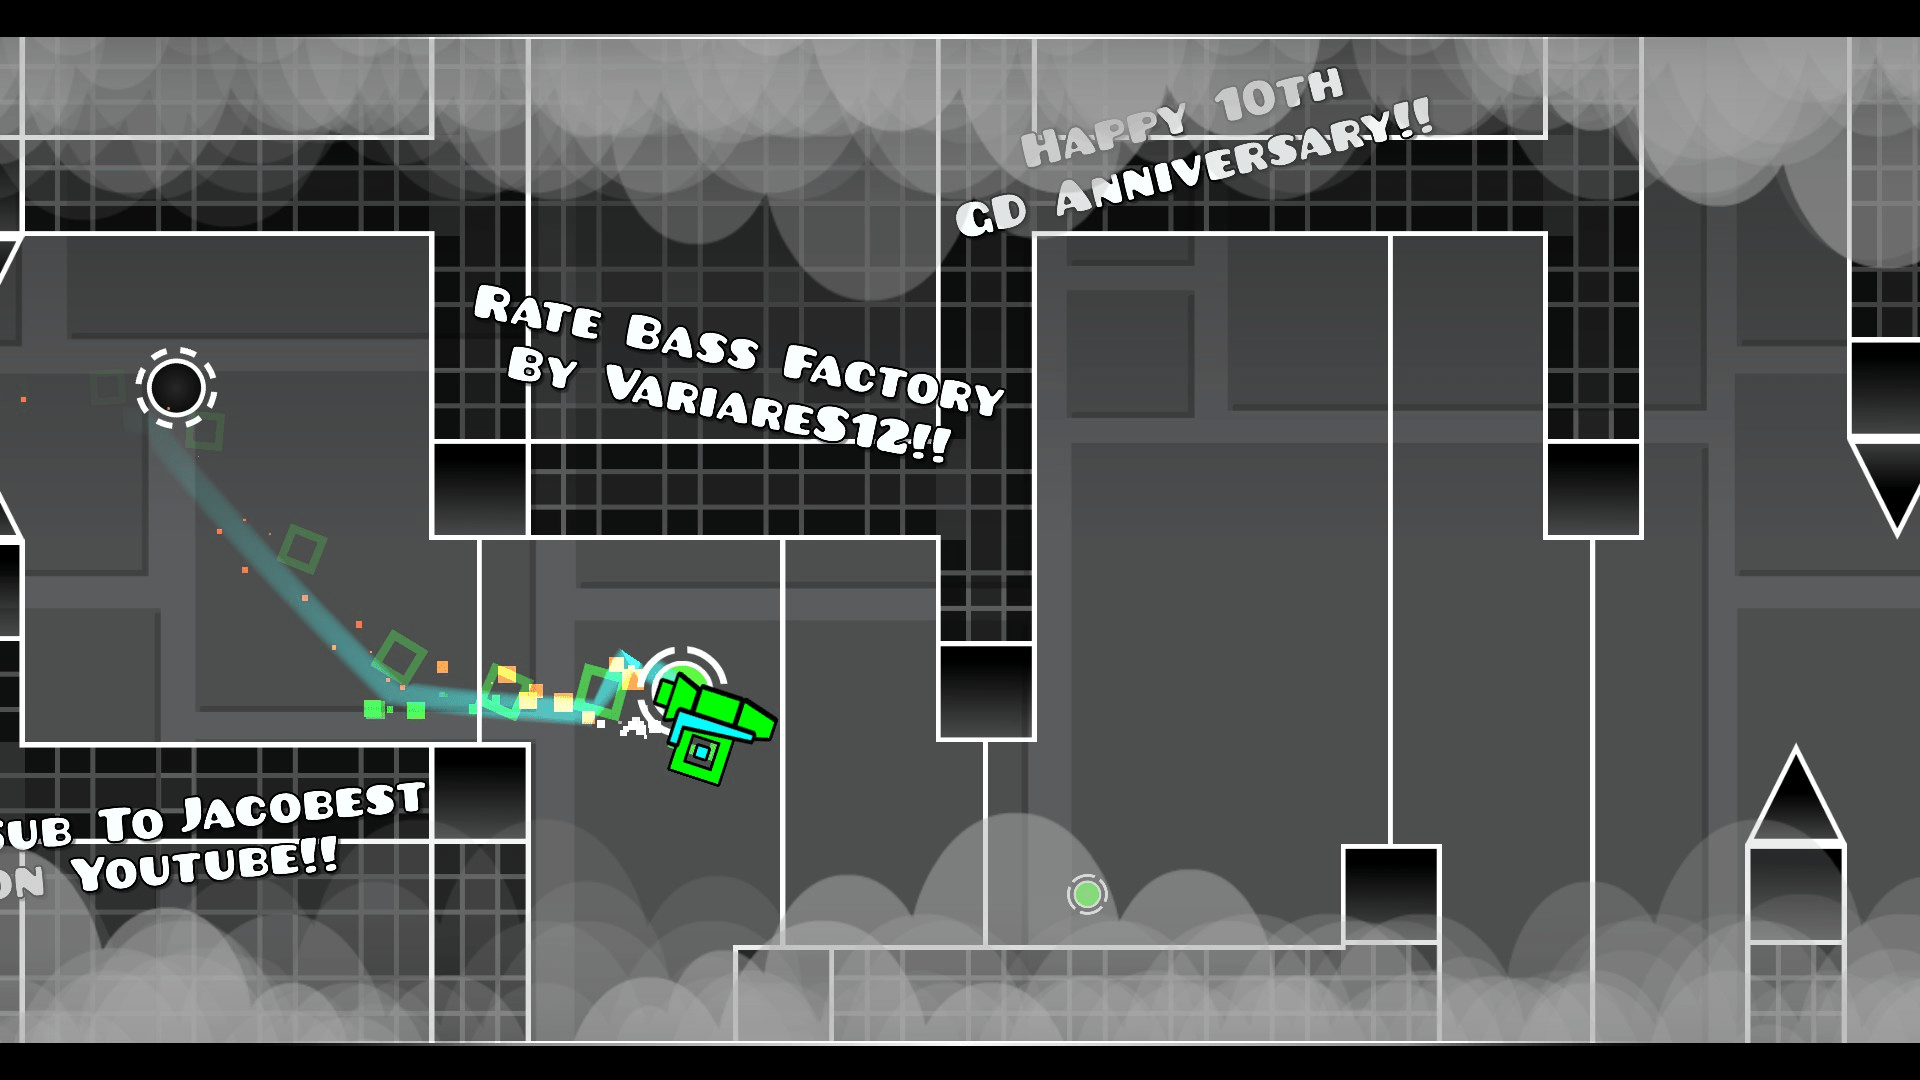 Happy 10th
GD Anniversary!!
Rate Bass Factory
By VariareS12!!
Sub To Jacobest
on Youtube!!